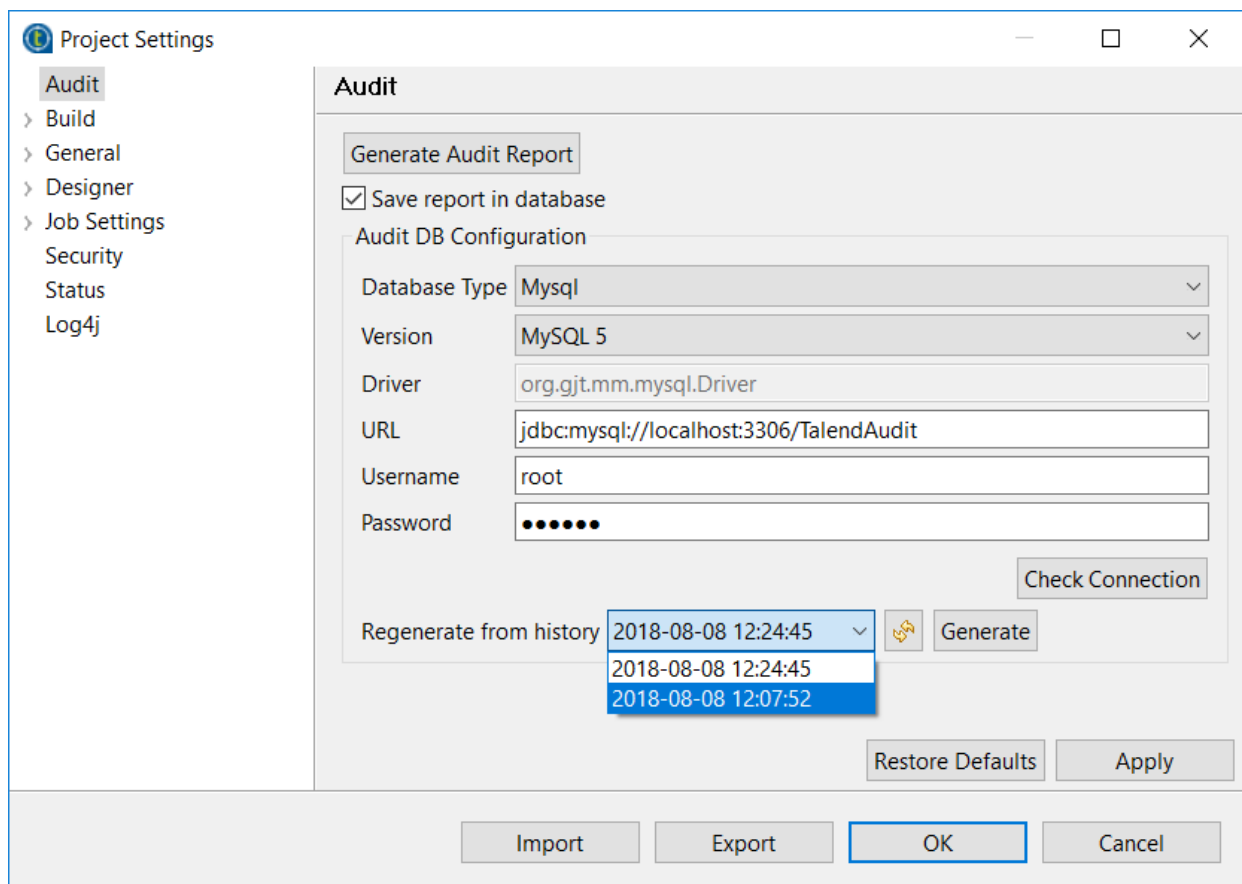 Project Settings
Audit
Build
General
Designer
Job Settings
Security
Status
Log4j
Audit
Generate Audit Report
Save report in database
Audit DB Configuration
Database Type Mysql
Version MySQL 5
Driver org.gjt.mm.mysql.Driver
URL jdbc:mysql://localhost:3306/TalendAudit
Username root
Password ●●●●●●
Check Connection
Regenerate from history 2018-08-08 12:24:45 Generate
2018-08-08 12:24:45
2018-08-08 12:07:52
Restore Defaults Apply
Import Export OK Cancel